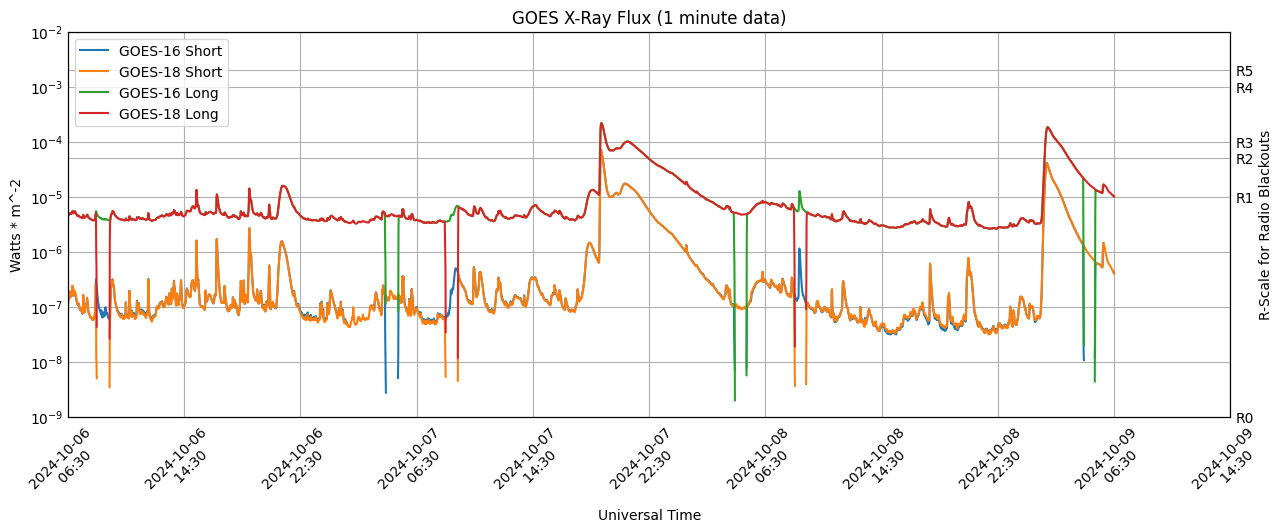 GOES X-Ray Flux (1 minute data)
GOES-16 Short
GOES-18 Short
GOES-16 Long
GOES-18 Long
Watts * m^-2
10⁻²
10⁻³
10⁻⁴
10⁻⁵
10⁻⁶
10⁻⁷
10⁻⁸
10⁻⁹
R5
R4
R3
R2
R1
R0
R-Scale for Radio Blackouts
2024-10-06
06:30
2024-10-06
14:30
2024-10-06
22:30
2024-10-07
06:30
2024-10-07
14:30
2024-10-07
22:30
2024-10-08
06:30
2024-10-08
14:30
2024-10-08
22:30
2024-10-09
06:30
2024-10-09
14:30
Universal Time